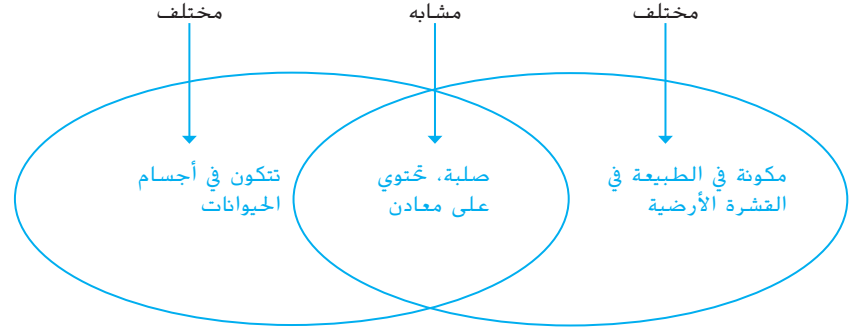 مختلف
مشابه
مختلف
مكونة في الطبيعة في
القشرة الأرضية
صلبة، تحتوي
على معادن
تتكون في أجسام
الحيوانات